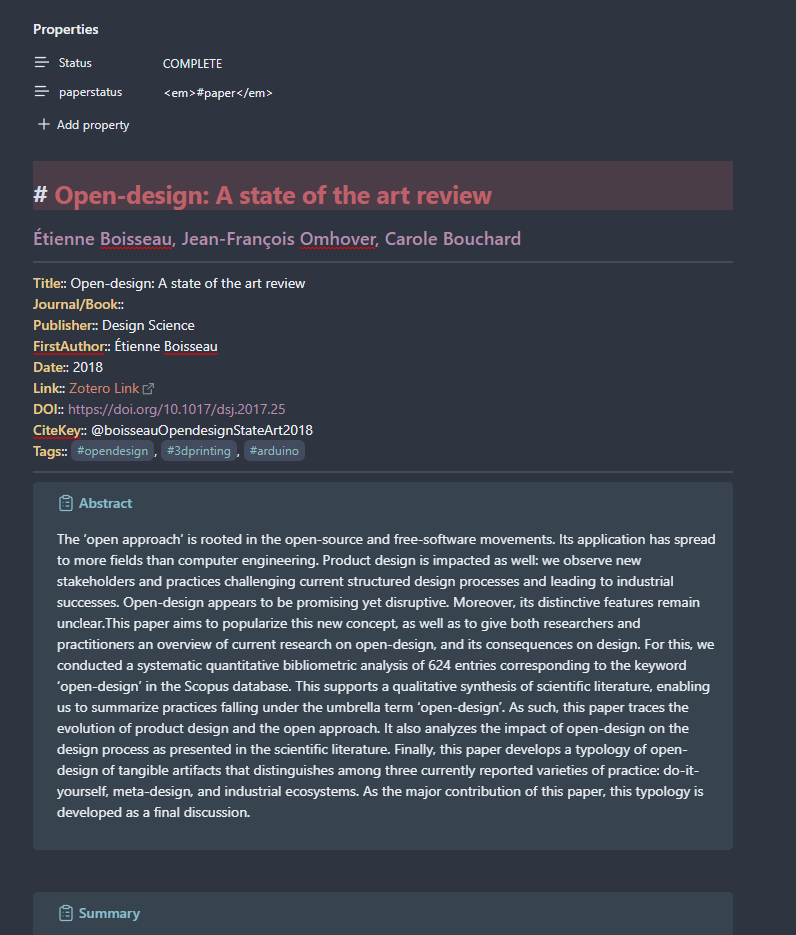 Properties
Status COMPLETE
paperstatus <em>#paper</em>
Add property
# Open-design: A state of the art review
Étienne Boisseau, Jean-François Omhover, Carole Bouchard
Title:: Open-design: A state of the art review
Journal/Book::
Publisher:: Design Science
FirstAuthor:: Étienne Boisseau
Date:: 2018
Link:: Zotero Link
DOI:: https://doi.org/10.1017/dsj.2017.25
CiteKey:: @boisseauOpendesignStateArt2018
Tags:: #opendesign , #3dprinting , #arduino
Abstract
The ‘open approach’ is rooted in the open-source and free-software movements. Its application has spread
to more fields than computer engineering. Product design is impacted as well: we observe new
stakeholders and practices challenging current structured design processes and leading to industrial
successes. Open-design appears to be promising yet disruptive. Moreover, its distinctive features remain
unclear.This paper aims to popularize this new concept, as well as to give both researchers and
practitioners an overview of current research on open-design, and its consequences on design. For this, we
conducted a systematic quantitative bibliometric analysis of 624 entries corresponding to the keyword
‘open-design’ in the Scopus database. This supports a qualitative synthesis of scientific literature, enabling
us to summarize practices falling under the umbrella term ‘open-design’. As such, this paper traces the
evolution of product design and the open approach. It also analyzes the impact of open-design on the
design process as presented in the scientific literature. Finally, this paper develops a typology of open-
design of tangible artifacts that distinguishes among three currently reported varieties of practice: do-it-
yourself, meta-design, and industrial ecosystems. As the major contribution of this paper, this typology is
developed as a final discussion.
Summary